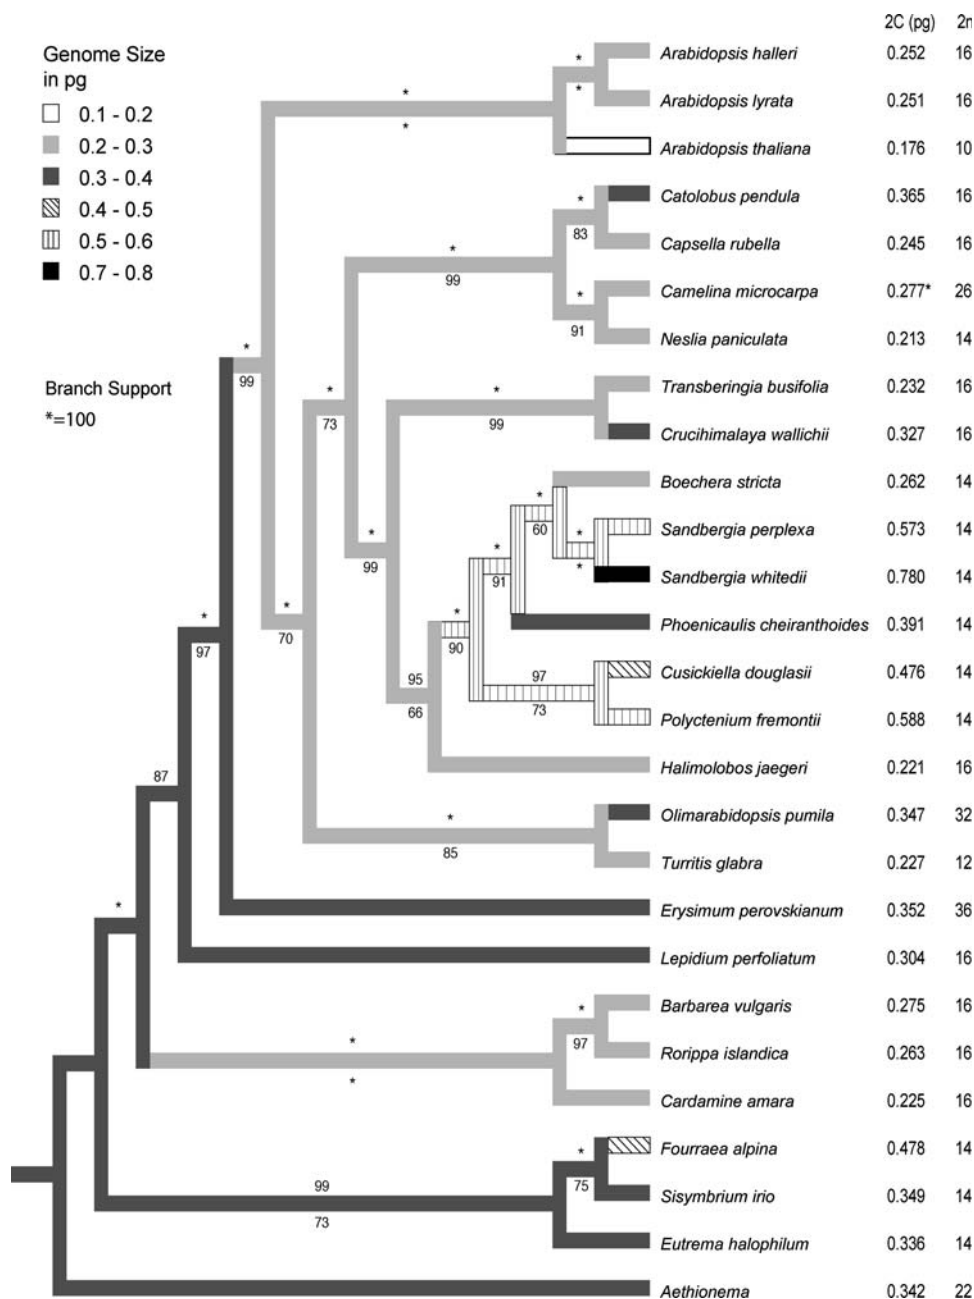 2C (pg) 2n
Genome Size
in pg
0.1 - 0.2
0.2 - 0.3
0.3 - 0.4
0.4 - 0.5
0.5 - 0.6
0.7 - 0.8
Branch Support
*=100
Arabidopsis halleri 0.252 16
* *
Arabidopsis lyrata 0.251 16
* *
Arabidopsis thaliana 0.176 10
Catolobus pendula 0.365 16
* 83
Capsella rubella 0.245 16
* 99
Camelina microcarpa 0.277* 26
* 91
Neslia paniculata 0.213 14
* 99
Transberingia busifolia 0.232 16
* 73
* 99
Crucihimalaya wallichii 0.327 16
Boechera stricta 0.262 14
* 60
Sandbergia perplexa 0.573 14
* *
* 99
* 91
Sandbergia whitedii 0.780 14
Phoenicaulis cheiranthoides 0.391 14
* 97
* 70
* 90
Cusickiella douglasii 0.476 14
97 73
95 66
Polyctenium fremontii 0.588 14
Halimolobos jaegeri 0.221 16
87
Olimarabidopsis pumila 0.347 32
* 85
Turritis glabra 0.227 12
Erysimum perovskianum 0.352 36
*
Lepidium perfoliatum 0.304 16
Barbarea vulgaris 0.275 16
* 97
Rorippa islandica 0.263 16
* *
Cardamine amara 0.225 16
Fourraea alpina 0.478 14
* 75
Sisymbrium irio 0.349 14
99 73
Eutrema halophilum 0.336 14
Aethionema 0.342 22